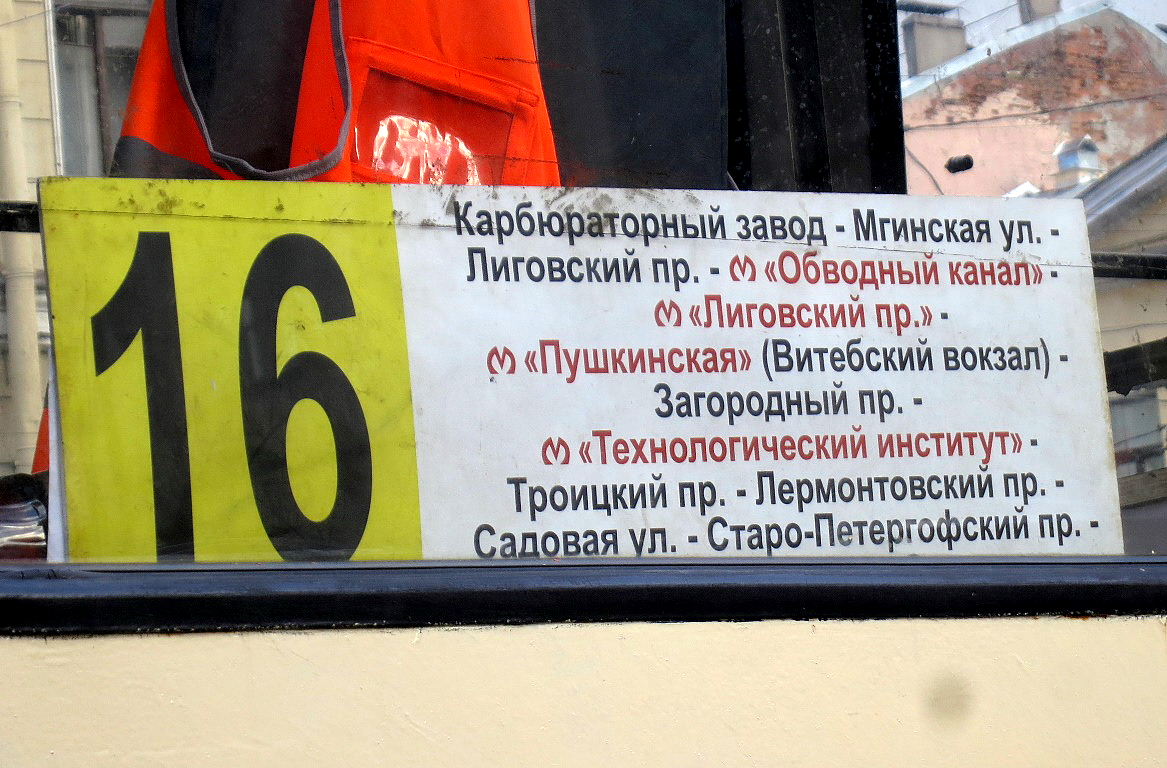 16
Карбюраторный завод - Мгинская ул. -
Лиговский пр. - М «Обводный канал» -
М «Лиговский пр.» -
М «Пушкинская» (Витебский вокзал) -
Загородный пр. -
М «Технологический институт» -
Троицкий пр. - Лермонтовский пр. -
Садовая ул. - Старо-Петергофский пр. -